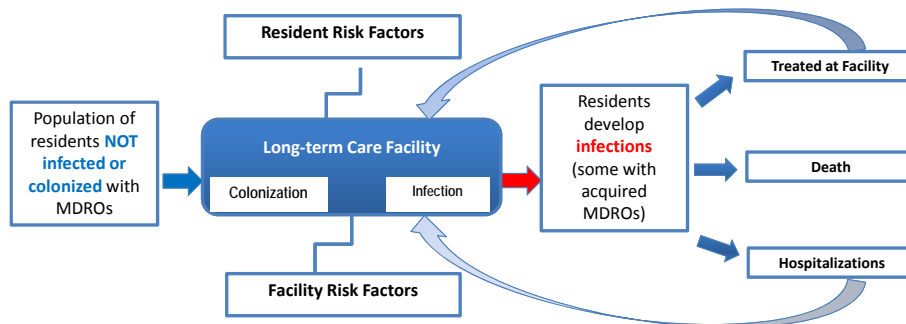 Resident Risk Factors
Treated at Facility
Population of
residents NOT
infected or
colonized with
MDROs
Long-term Care Facility
Colonization
Infection
Residents
develop
infections
(some with
acquired
MDROs)
Death
Hospitalizations
Facility Risk Factors